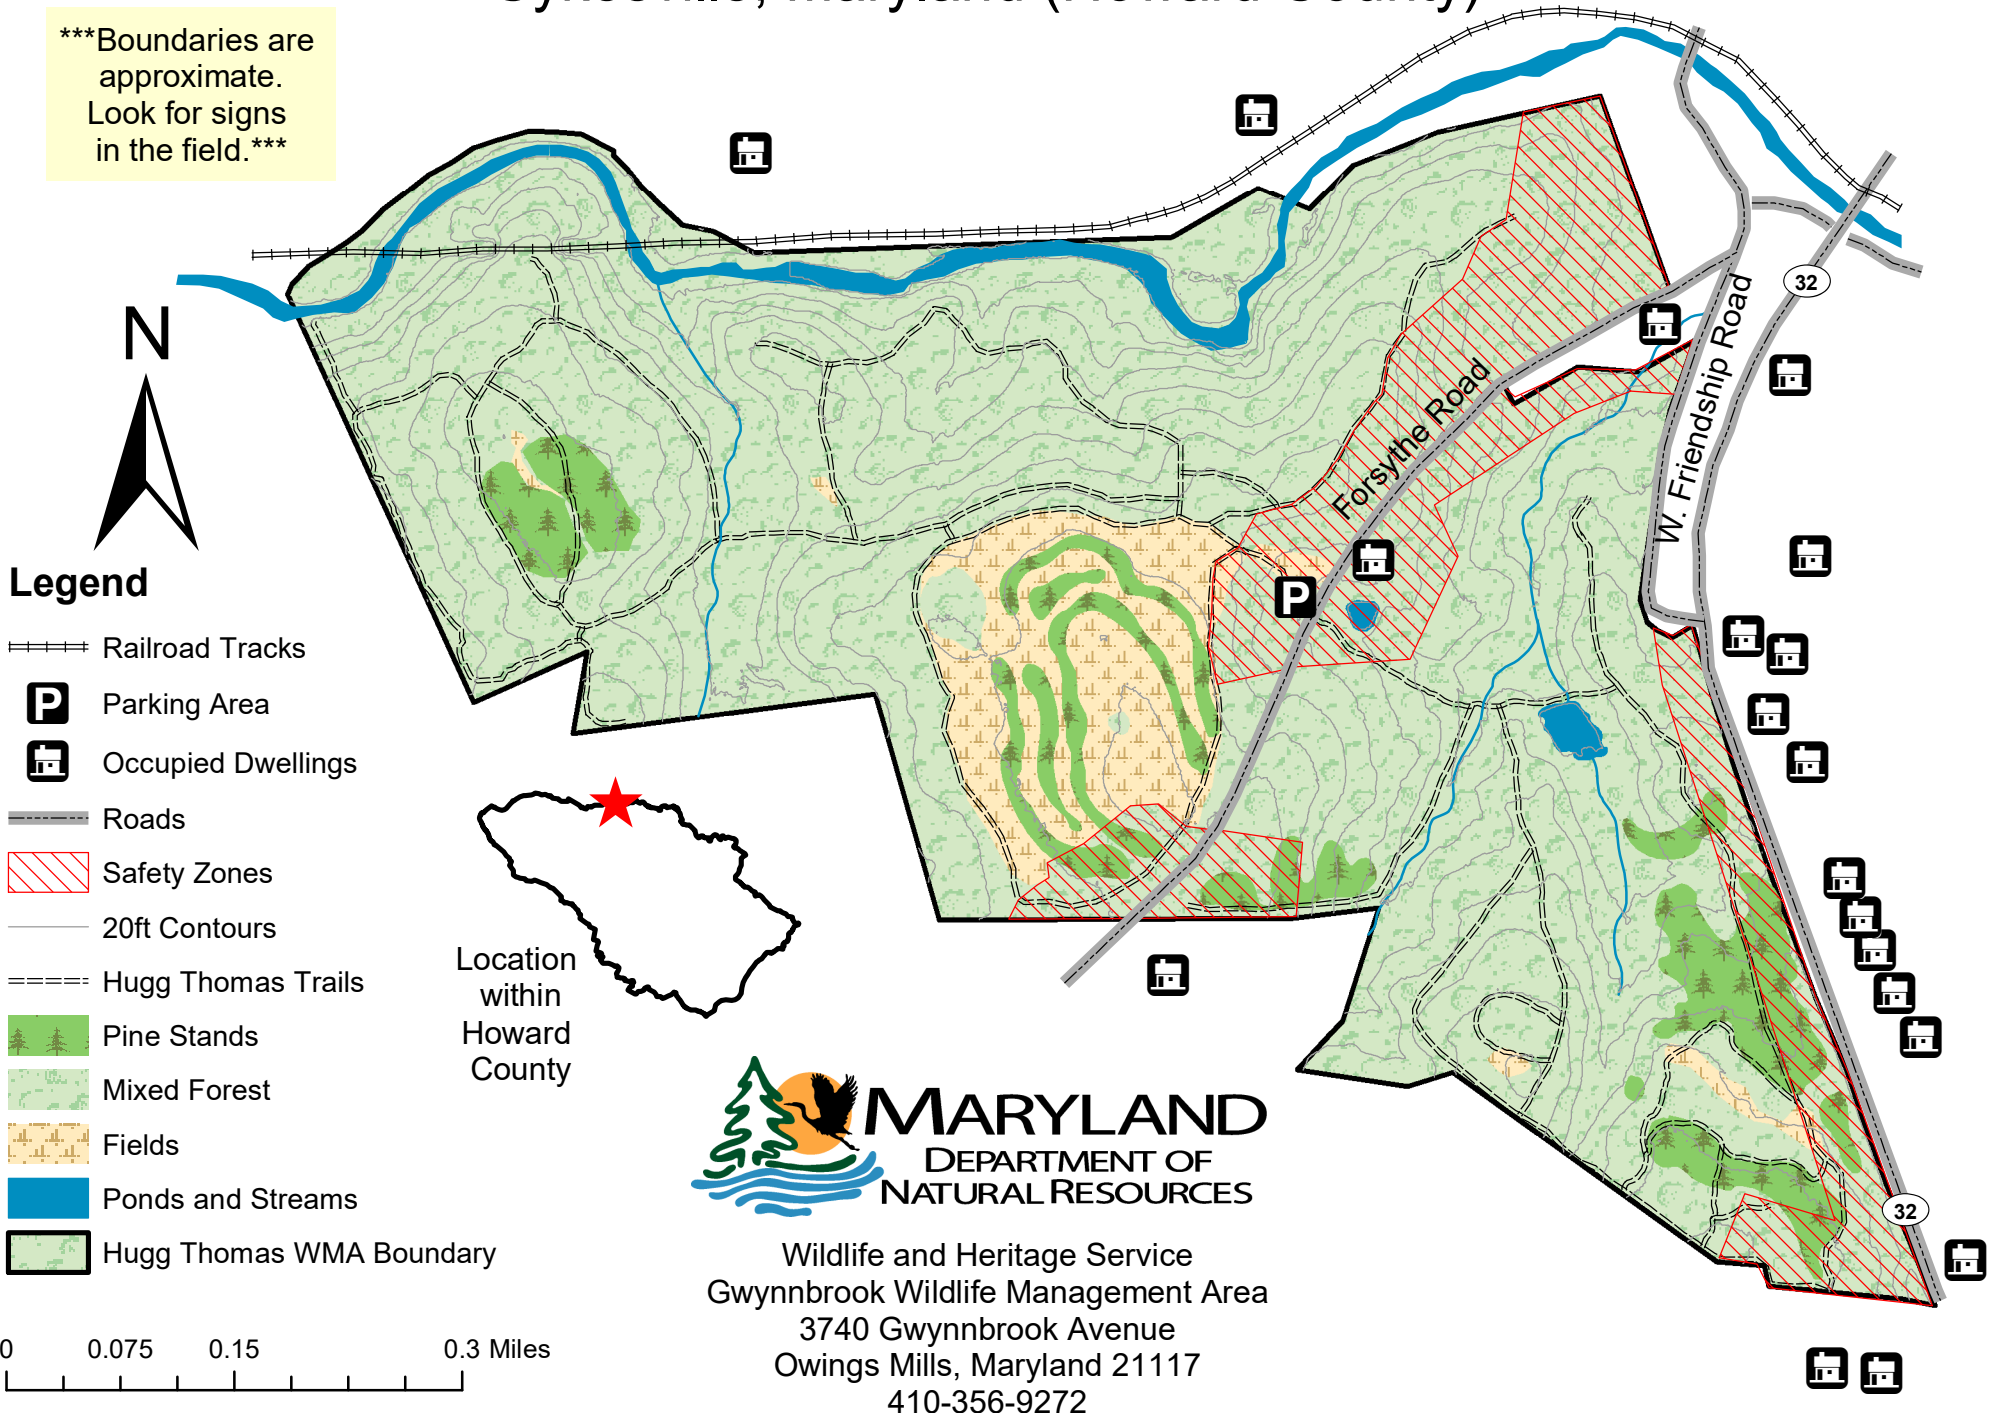 Sykesville, Maryland (Howard County)
***Boundaries are
approximate.
Look for signs
in the field.***
N
Forsythe Road
W. Friendship Road
32
P
32
Legend
Railroad Tracks
P Parking Area
Occupied Dwellings
Roads
Safety Zones
20ft Contours
Hugg Thomas Trails
Pine Stands
Mixed Forest
Fields
Ponds and Streams
Hugg Thomas WMA Boundary
0 0.075 0.15 0.3 Miles
Location
within
Howard
County
MARYLAND
DEPARTMENT OF
NATURAL RESOURCES
Wildlife and Heritage Service
Gwynnbrook Wildlife Management Area
3740 Gwynnbrook Avenue
Owings Mills, Maryland 21117
410-356-9272